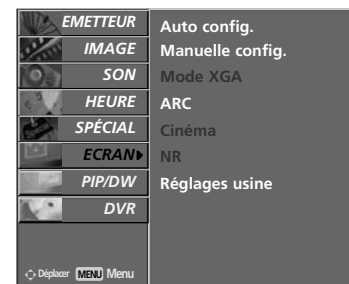 EMETTEUR
IMAGE
SON
HEURE
SPÉCIAL
ECRAN
PIP/DW
DVR
Déplacer MENU Menu
Auto config.
Manuelle config.
Mode XGA
ARC
Cinéma
NR
Réglages usine